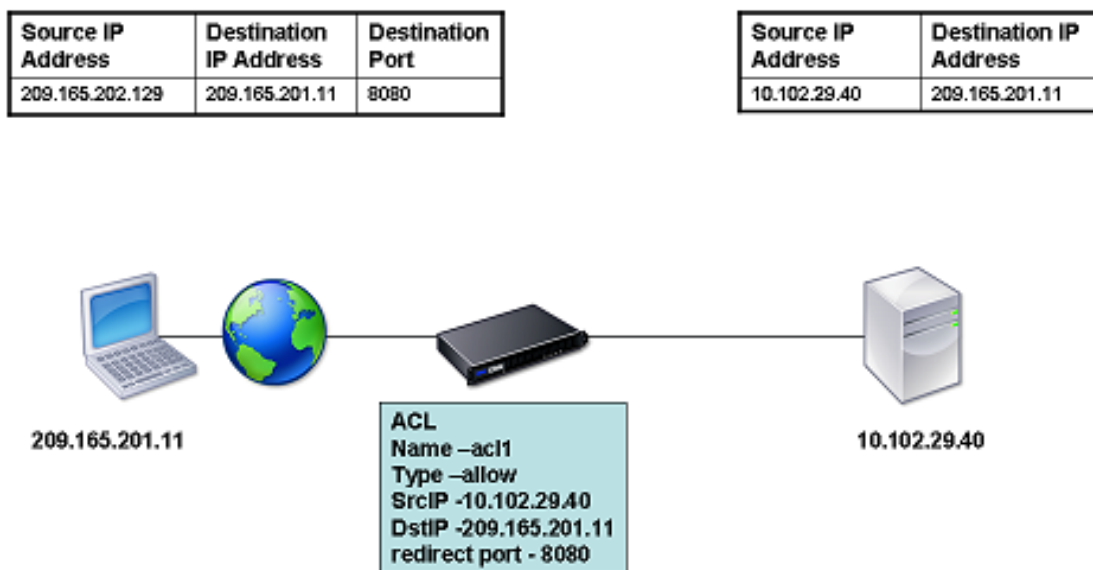 Source IP Address
Destination IP Address
Destination Port
209.165.202.129
209.165.201.11
8080
Source IP Address
Destination IP Address
10.102.29.40
209.165.201.11
209.165.201.11
10.102.29.40
ACL
Name –acl1
Type –allow
SrcIP -10.102.29.40
DstIP -209.165.201.11
redirect port - 8080